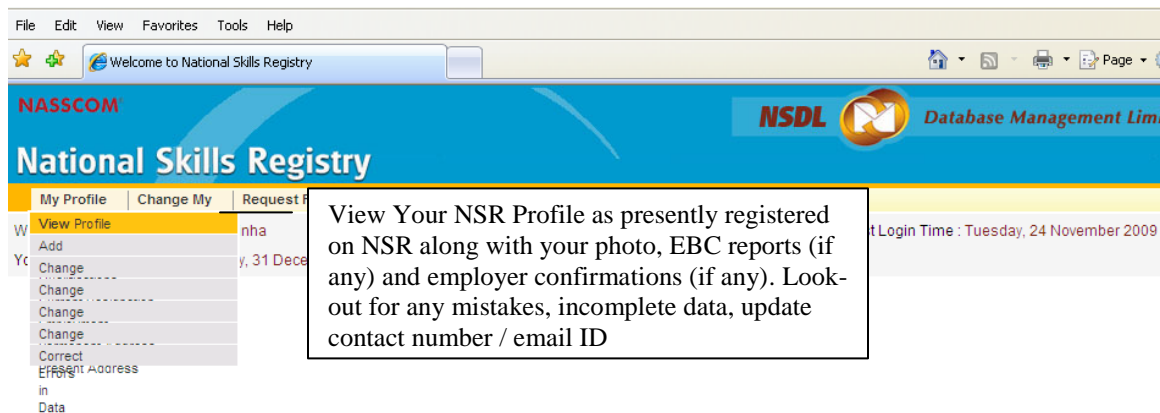 File Edit View Favorites Tools Help
Welcome to National Skills Registry
Page
NASSCOM
NSDL Database Management Lim
National Skills Registry
My Profile Change My Request
View Your NSR Profile as presently registered
on NSR along with your photo, EBC reports (if
any) and employer confirmations (if any). Look-
out for any mistakes, incomplete data, update
contact number / email ID
View Profile
nha
t Login Time : Tuesday, 24 November 2009
Add
y, 31 Dece
Change
Change
Change
Change
Correct
Errors
Present Address
in
Data